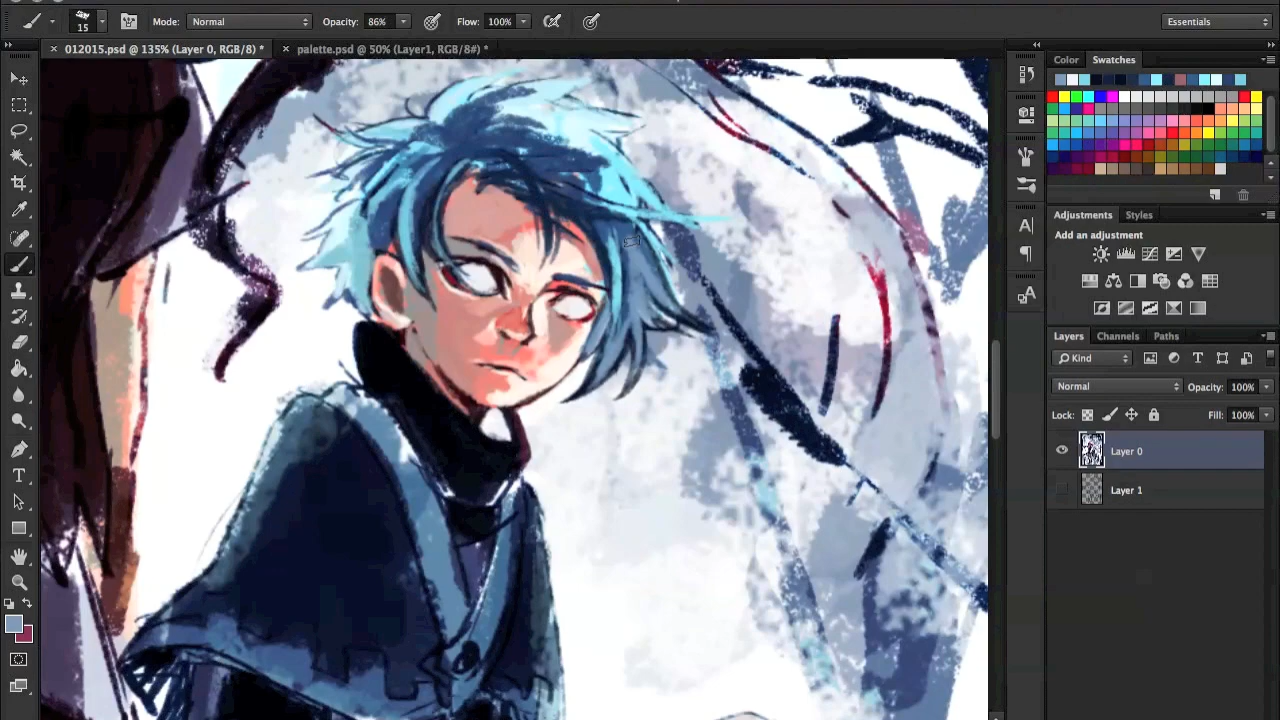 15 Mode: Normal Opacity: 86% Flow: 100% Essentials
012015.psd @ 135% (Layer 0, RGB/8) * palette.psd @ 50% (Layer1, RGB/8#) *
Color Swatches
Adjustments Styles
Add an adjustment
Layers Channels Paths
Kind
Normal Opacity: 100%
Lock: Fill: 100%
Layer 0
Layer 1